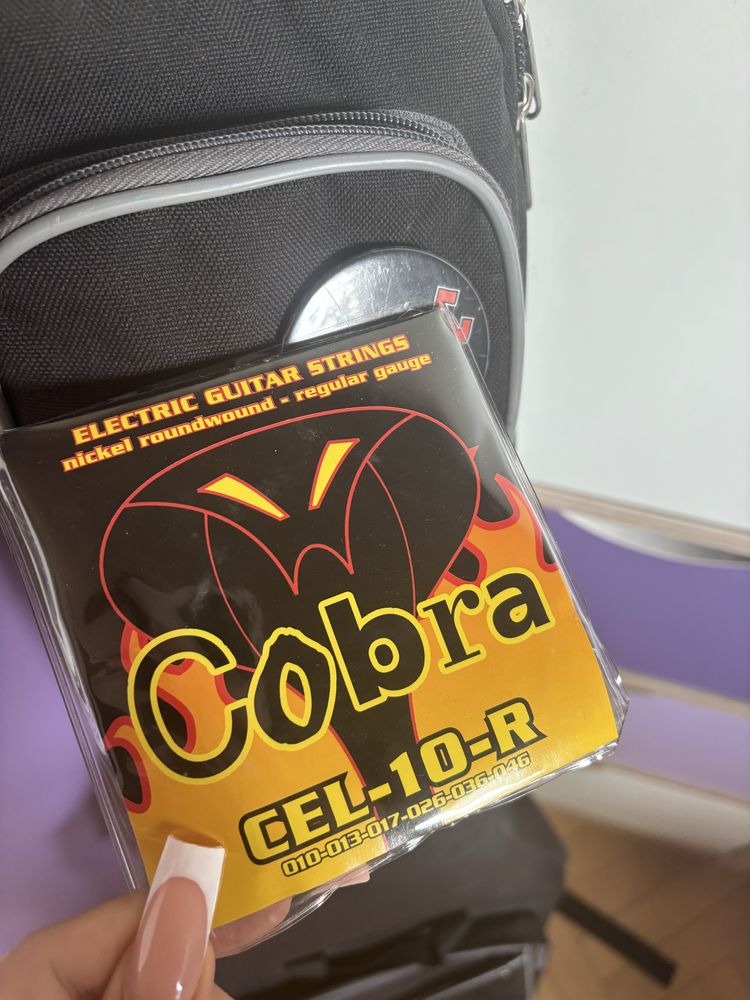 ELECTRIC GUITAR STRINGS
nickel roundwound - regular gauge
Cobra
CEL-10-R
010-013-017-026-036-046